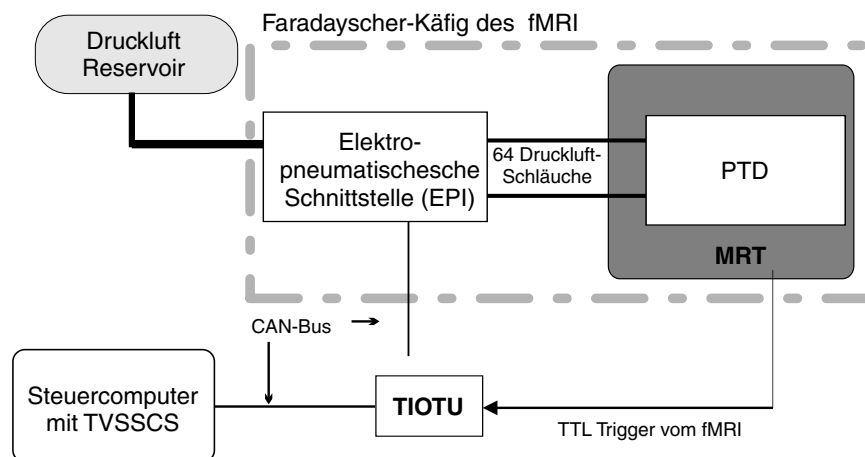 Faradayscher-Käfig des fMRI
Druckluft
Reservoir
Elektro-
pneumatischesche
Schnittstelle (EPI)
64 Druckluft-
Schläuche
PTD
MRT
CAN-Bus
Steuercomputer
mit TVSSCS
TIOTU
TTL Trigger vom fMRI